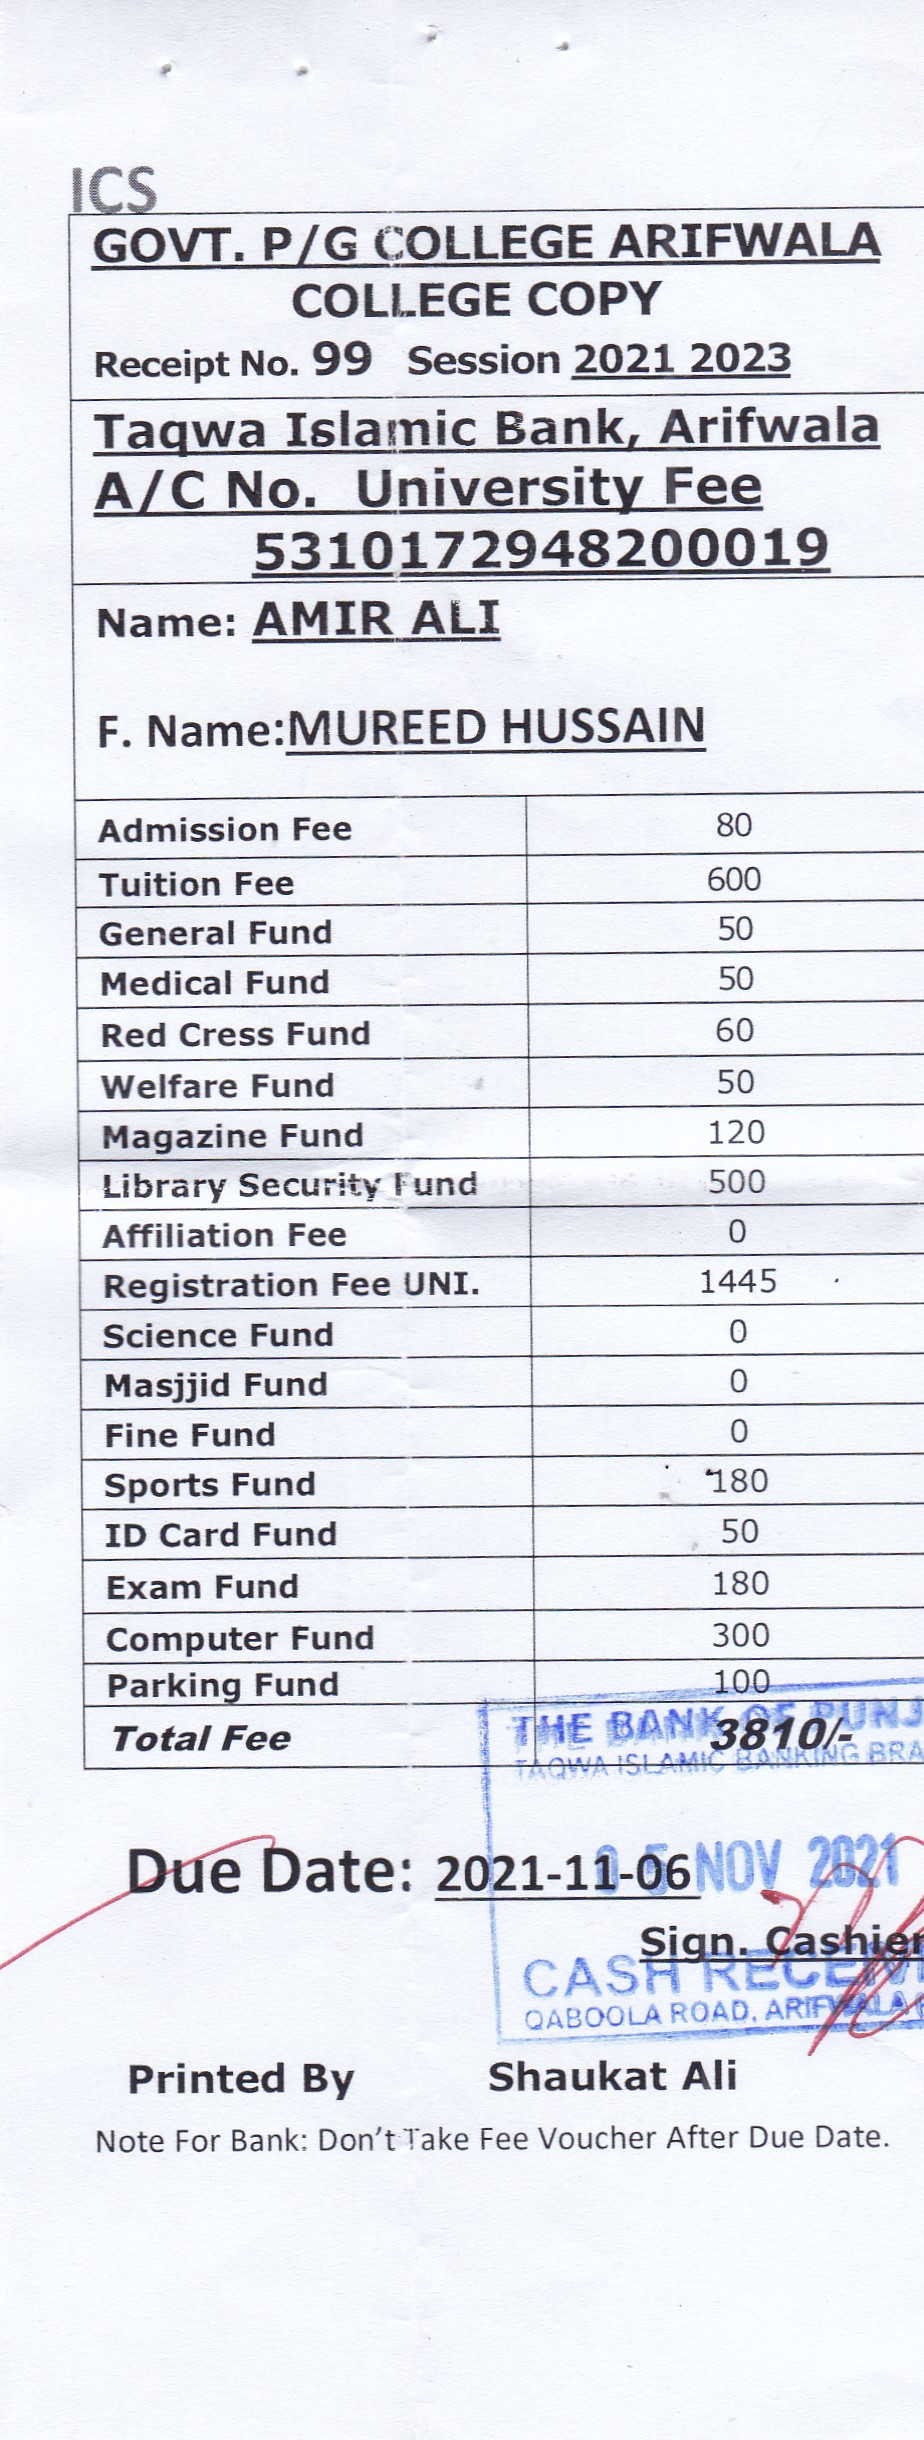 ICS
GOVT. P/G COLLEGE ARIFWALA
COLLEGE COPY
Receipt No. 99 Session 2021 2023
Taqwa Islamic Bank, Arifwala
A/C No. University Fee
5310172948200019
Name: AMIR ALI
F. Name:MUREED HUSSAIN
Admission Fee 80
Tuition Fee 600
General Fund 50
Medical Fund 50
Red Cress Fund 60
Welfare Fund 50
Magazine Fund 120
Library Security Fund 500
Affiliation Fee 0
Registration Fee UNI. 1445
Science Fund 0
Masjjid Fund 0
Fine Fund 0
Sports Fund 180
ID Card Fund 50
Exam Fund 180
Computer Fund 300
Parking Fund 100
Total Fee 3810/-
THE BANK OF PUNJ
TAQWA ISLAMIC BANKING BRA
Due Date: 2021-11-06
05 NOV 2021
Sign. Cashier
CASH RECEIV
QABOOLA ROAD, ARIFWALA
Printed By Shaukat Ali
Note For Bank: Don't Take Fee Voucher After Due Date.